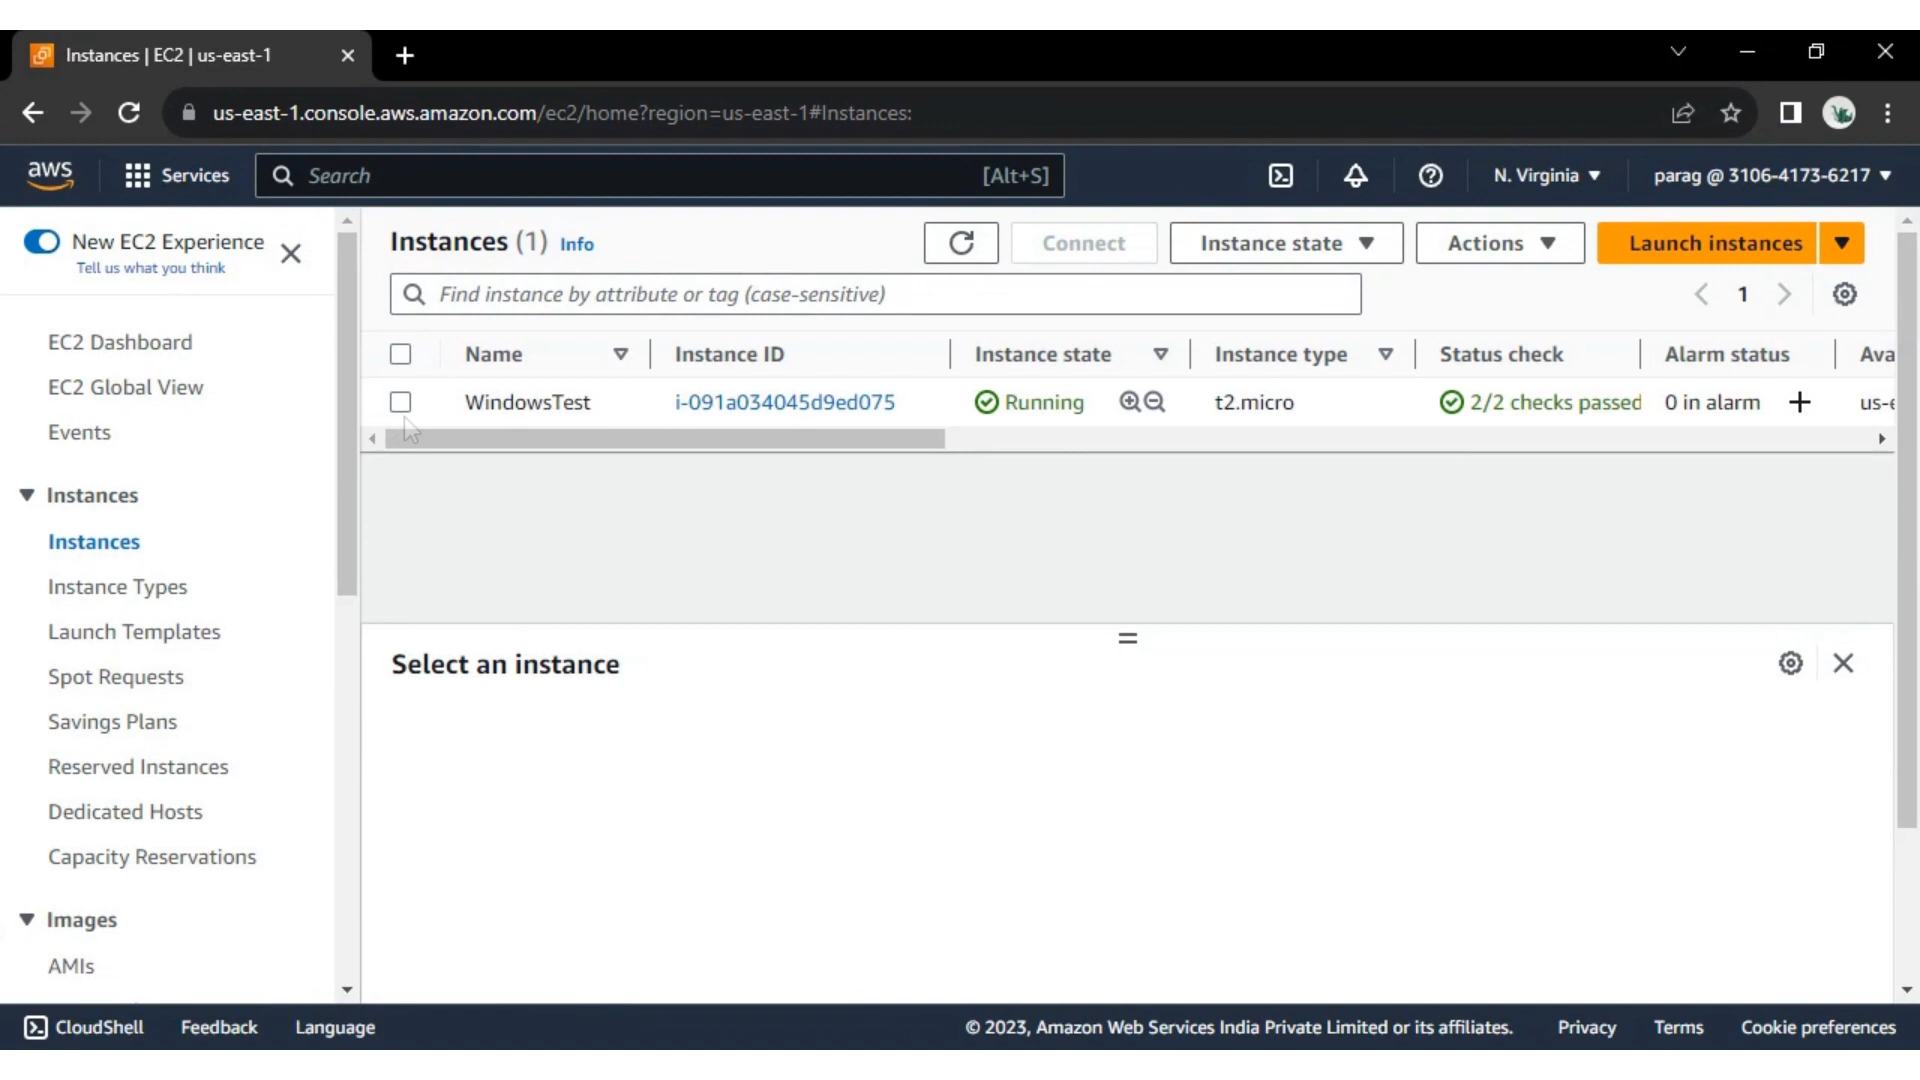 Instances | EC2 | us-east-1
us-east-1.console.aws.amazon.com/ec2/home?region=us-east-1#Instances:
aws
Services
Search
[Alt+S]
N. Virginia
parag @ 3106-4173-6217
New EC2 Experience
Tell us what you think
EC2 Dashboard
EC2 Global View
Events
Instances
Instances
Instance Types
Launch Templates
Spot Requests
Savings Plans
Reserved Instances
Dedicated Hosts
Capacity Reservations
Images
AMIs
Instances (1) Info
Connect
Instance state
Actions
Launch instances
Find instance by attribute or tag (case-sensitive)
1
Name Instance ID Instance state Instance type Status check Alarm status Ava
WindowsTest i-091a034045d9ed075 Running t2.micro 2/2 checks passed 0 in alarm + us-e
Select an instance
CloudShell Feedback Language © 2023, Amazon Web Services India Private Limited or its affiliates. Privacy Terms Cookie preferences